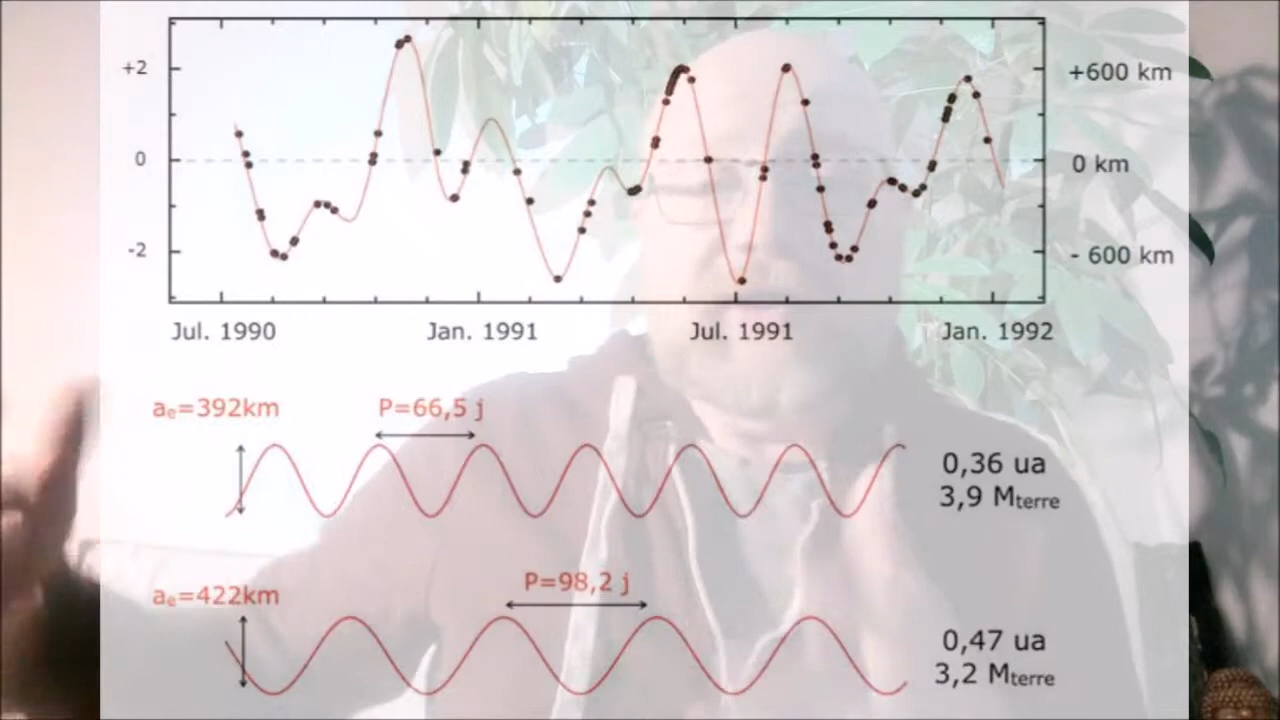 +2
+600 km
0
0 km
-2
- 600 km
Jul. 1990 Jan. 1991 Jul. 1991 Jan. 1992
aₑ=392km P=66,5 j
0,36 ua
3,9 Mterre
aₑ=422km P=98,2 j
0,47 ua
3,2 Mterre